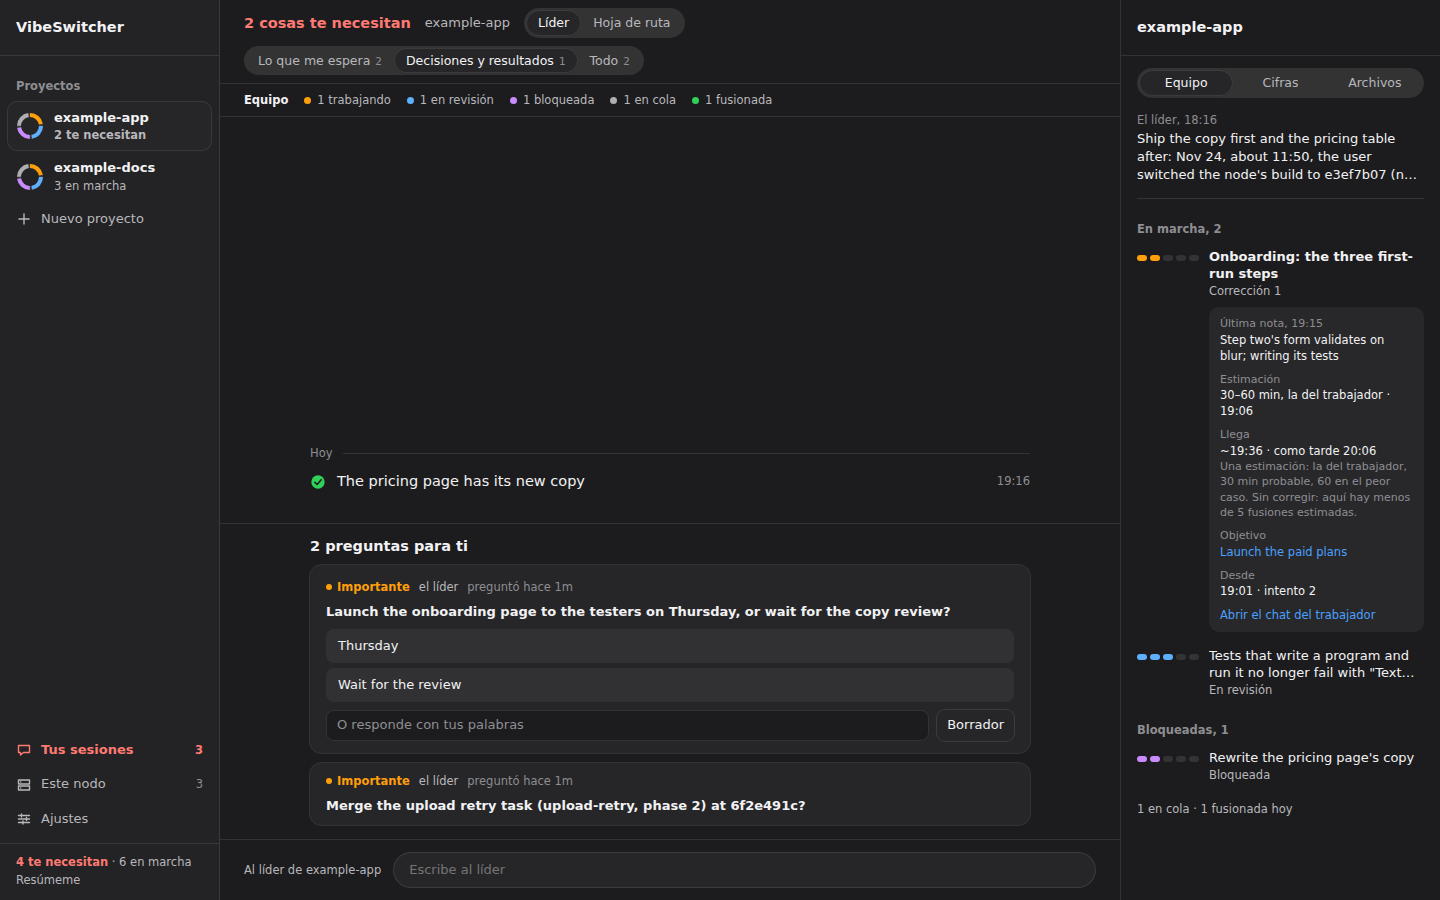 VibeSwitcher
Proyectos
example-app
2 te necesitan
example-docs
3 en marcha
Nuevo proyecto
Tus sesiones 3
Este nodo 3
Ajustes
4 te necesitan · 6 en marcha
Resúmeme
2 cosas te necesitan example-app Líder Hoja de ruta
Lo que me espera 2 Decisiones y resultados 1 Todo 2
Equipo 1 trabajando 1 en revisión 1 bloqueada 1 en cola 1 fusionada
Hoy
The pricing page has its new copy 19:16
2 preguntas para ti
Importante el líder preguntó hace 1m
Launch the onboarding page to the testers on Thursday, or wait for the copy review?
Thursday
Wait for the review
O responde con tus palabras Borrador
Importante el líder preguntó hace 1m
Merge the upload retry task (upload-retry, phase 2) at 6f2e491c?
Al líder de example-app Escribe al líder
example-app
Equipo Cifras Archivos
El líder, 18:16
Ship the copy first and the pricing table
after: Nov 24, about 11:50, the user
switched the node's build to e3ef7b07 (n…
En marcha, 2
Onboarding: the three first-
run steps
Corrección 1
Última nota, 19:15
Step two's form validates on
blur; writing its tests
Estimación
30–60 min, la del trabajador ·
19:06
Llega
~19:36 · como tarde 20:06
Una estimación: la del trabajador,
30 min probable, 60 en el peor
caso. Sin corregir: aquí hay menos
de 5 fusiones estimadas.
Objetivo
Launch the paid plans
Desde
19:01 · intento 2
Abrir el chat del trabajador
Tests that write a program and
run it no longer fail with "Text…
En revisión
Bloqueadas, 1
Rewrite the pricing page's copy
Bloqueada
1 en cola · 1 fusionada hoy